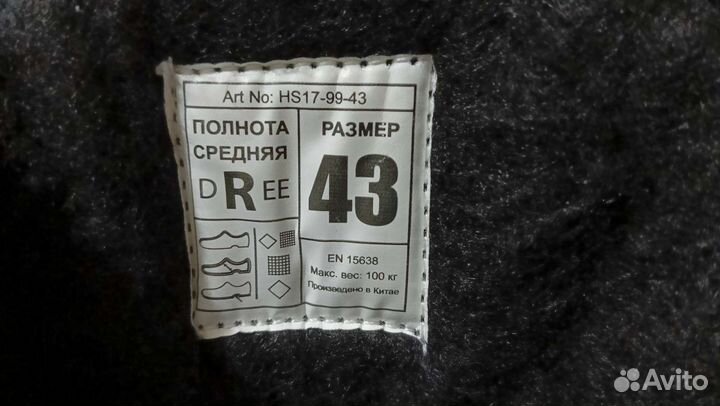 Art No: HS17-99-43
ПОЛНОТА
СРЕДНЯЯ
D R EE
РАЗМЕР
43
EN 15638
Макс. вес: 100 кг
Произведено в Китае
Avito